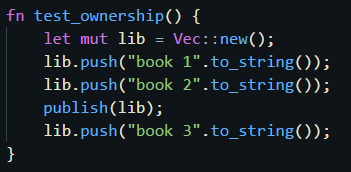 fn test_ownership() {
    let mut lib = Vec::new();
    lib.push("book 1".to_string());
    lib.push("book 2".to_string());
    publish(lib);
    lib.push("book 3".to_string());
}